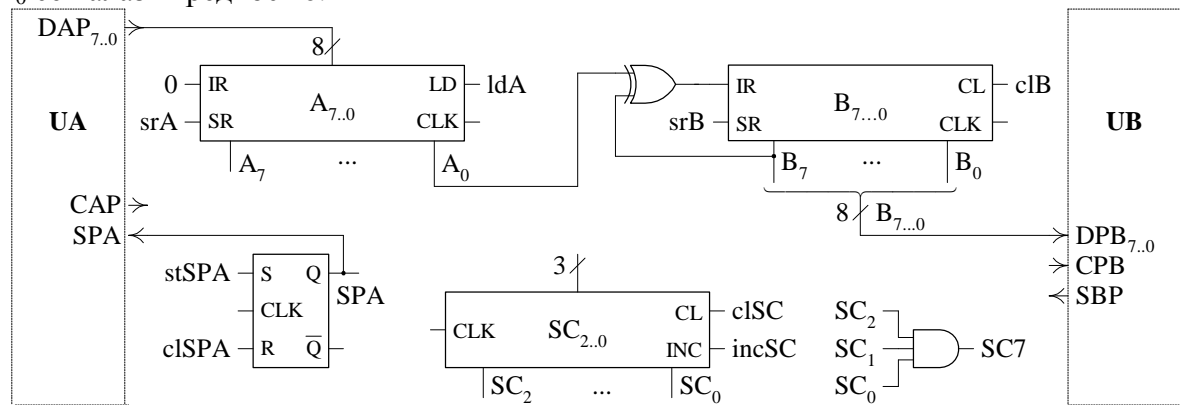 DAP7..0
8
0
IR
LD
ldA
A7..0
srA
SR
CLK
UA
A7
...
A0
IR
CL
clB
B7...0
srB
SR
CLK
UB
B7
...
B0
8
B7...0
CAP
SPA
DPB7..0
CPB
SBP
stSPA
S
Q
SPA
CLK
clSPA
R
Q
3
CLK
SC2..0
CL
clSC
INC
incSC
SC2
...
SC0
SC2
SC1
SC0
SC7